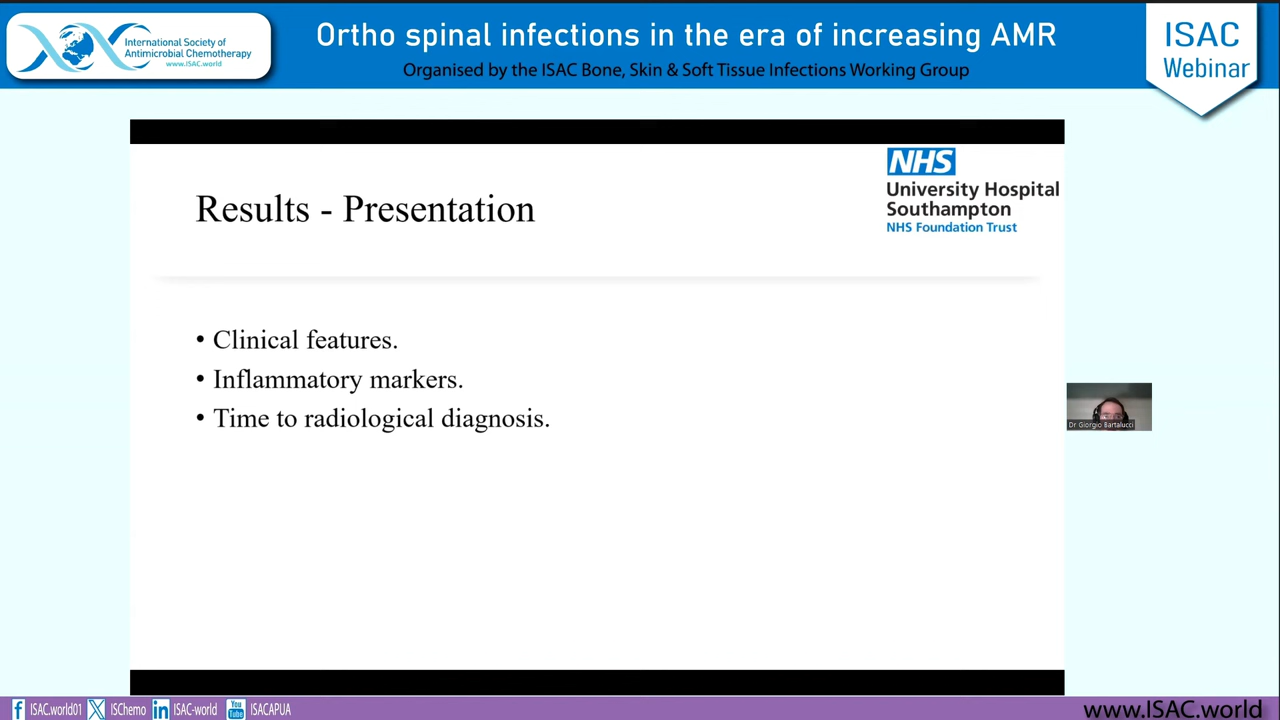 International Society of
Antimicrobial Chemotherapy
www.ISAC.world
Ortho spinal infections in the era of increasing AMR
Organised by the ISAC Bone, Skin & Soft Tissue Infections Working Group
ISAC
Webinar
NHS
University Hospital
Southampton
NHS Foundation Trust
Results - Presentation
• Clinical features.
• Inflammatory markers.
• Time to radiological diagnosis.
Dr Giorgio Bartalucci
f ISAC.world01 X ISChemo in ISAC-world You Tube ISACAPUA
www.ISAC.world